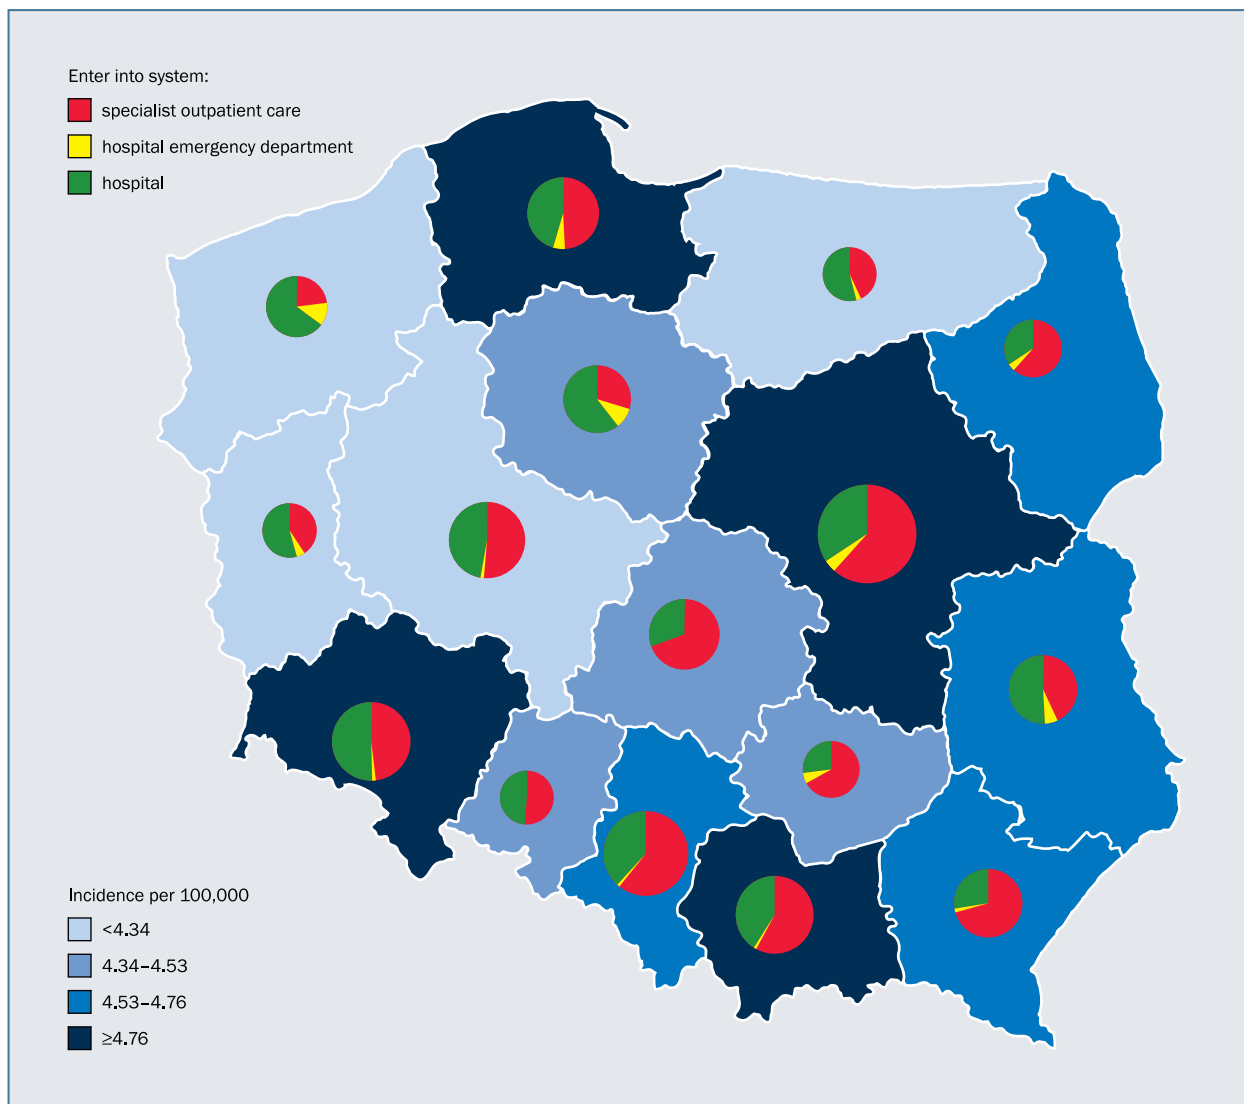 Enter into system:
specialist outpatient care
hospital emergency department
hospital
Incidence per 100,000
<4.34
4.34–4.53
4.53–4.76
≥4.76